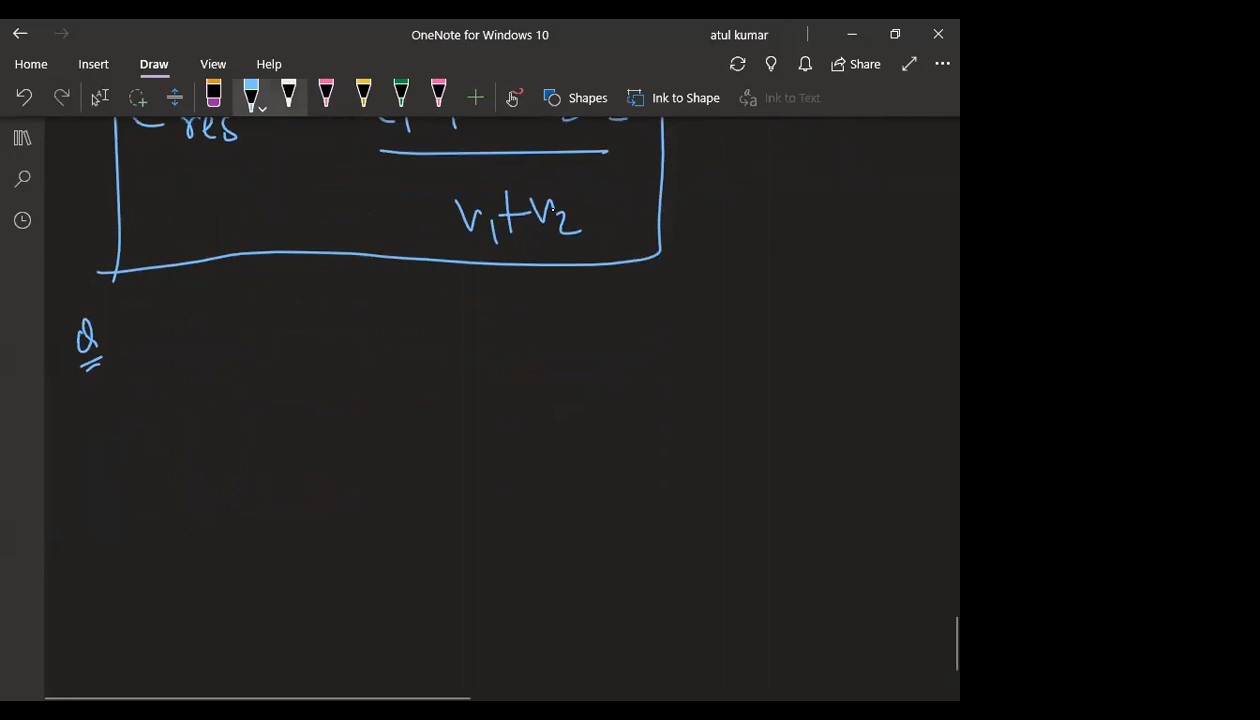 OneNote for Windows 10
atul kumar
Home Insert Draw View Help
Share
Shapes
Ink to Shape
Ink to Text
res
v1+v2
Q